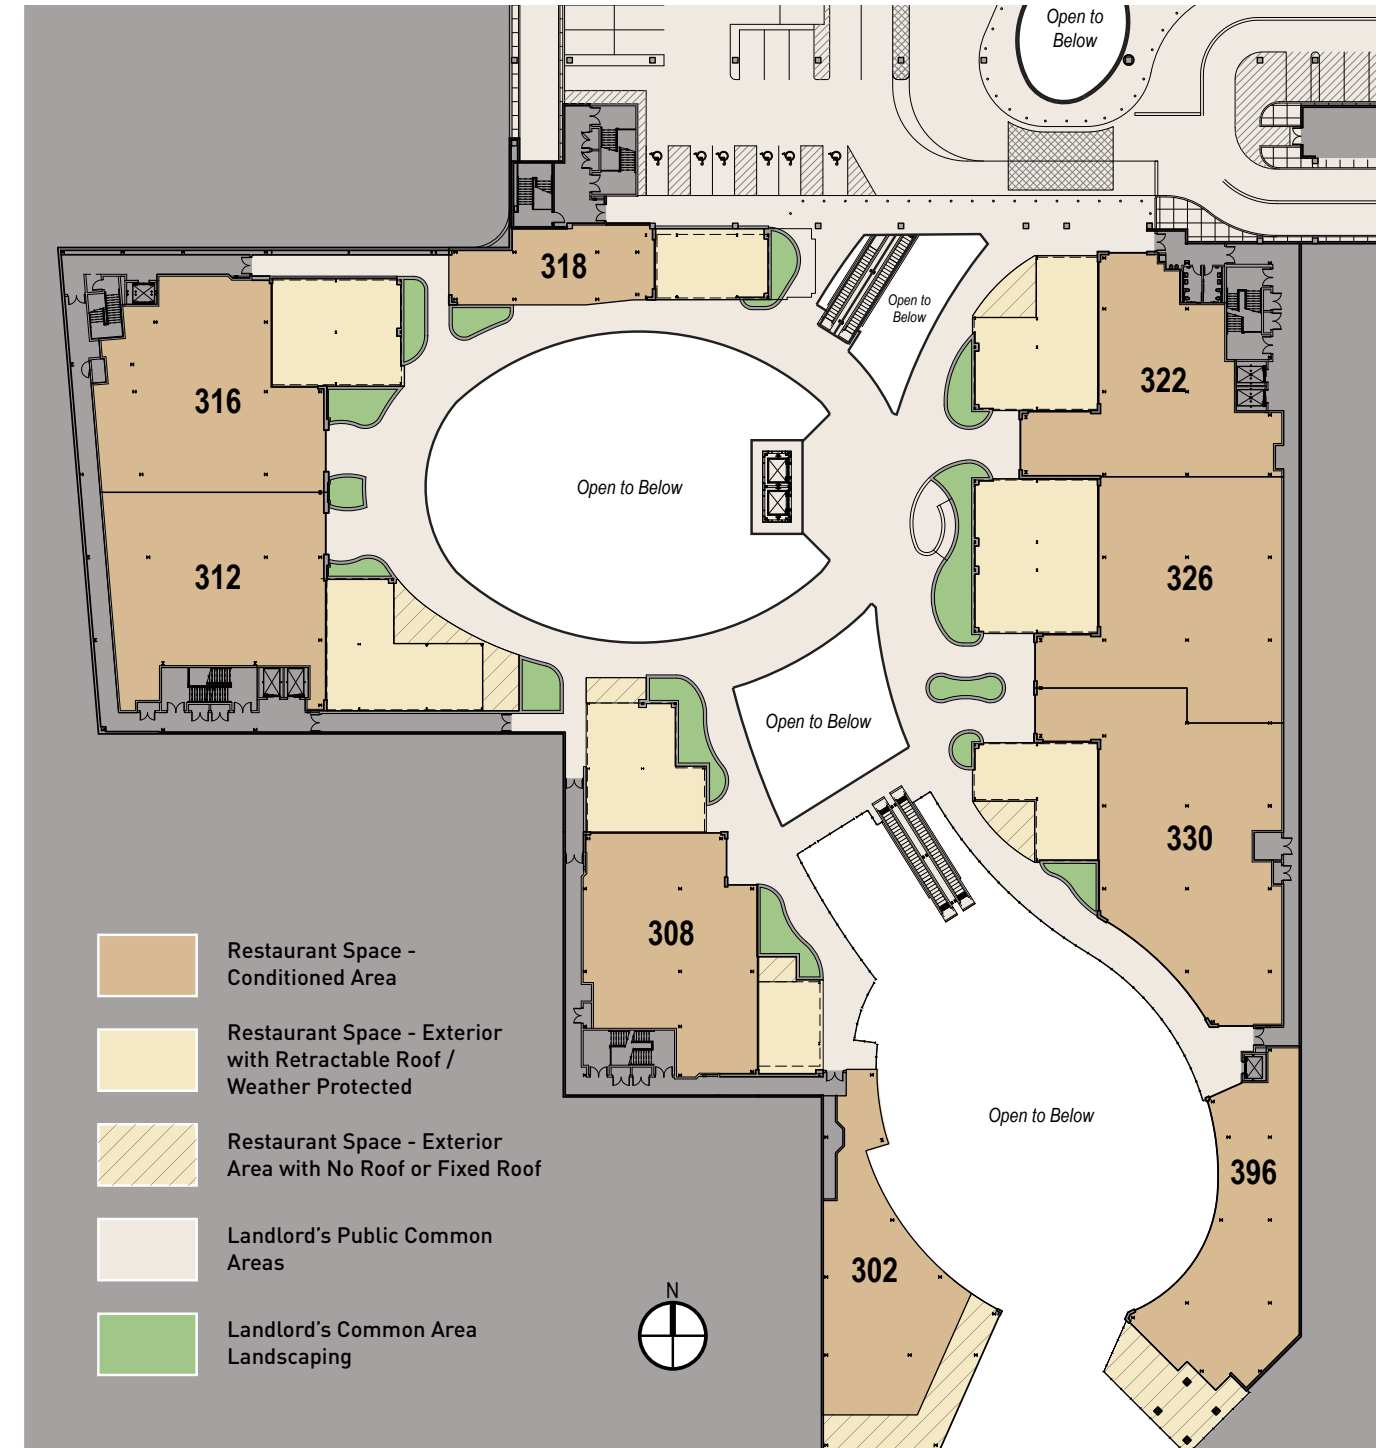 Open to
Below
318
Open to
Below
316
322
Open to Below
312
326
Open to Below
330
308
Restaurant Space -
Conditioned Area
Restaurant Space - Exterior
with Retractable Roof /
Weather Protected
Restaurant Space - Exterior
Area with No Roof or Fixed Roof
Landlord's Public Common
Areas
Landlord's Common Area
Landscaping
N
Open to Below
396
302